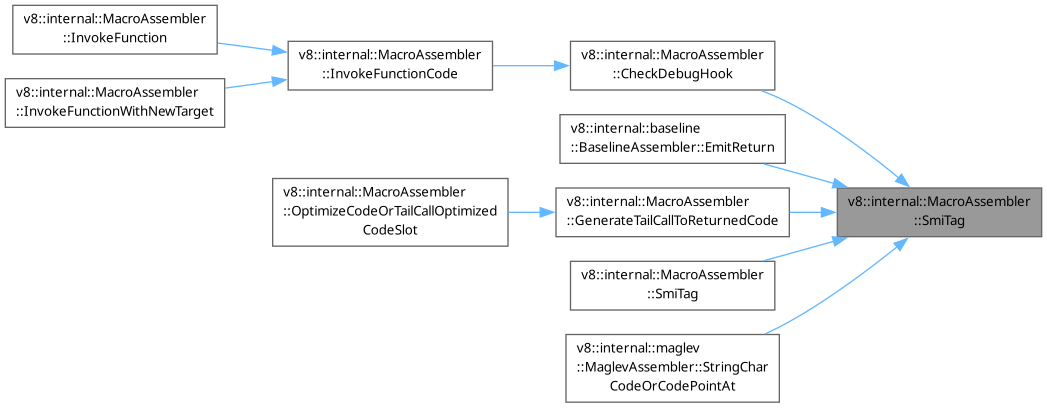 v8::internal::MacroAssembler
::InvokeFunction
v8::internal::MacroAssembler
::InvokeFunctionWithNewTarget
v8::internal::MacroAssembler
::InvokeFunctionCode
v8::internal::MacroAssembler
::OptimizeCodeOrTailCallOptimized
CodeSlot
v8::internal::MacroAssembler
::CheckDebugHook
v8::internal::baseline
::BaselineAssembler::EmitReturn
v8::internal::MacroAssembler
::GenerateTailCallToReturnedCode
v8::internal::MacroAssembler
::SmiTag
v8::internal::maglev
::MaglevAssembler::StringChar
CodeOrCodePointAt
v8::internal::MacroAssembler
::SmiTag